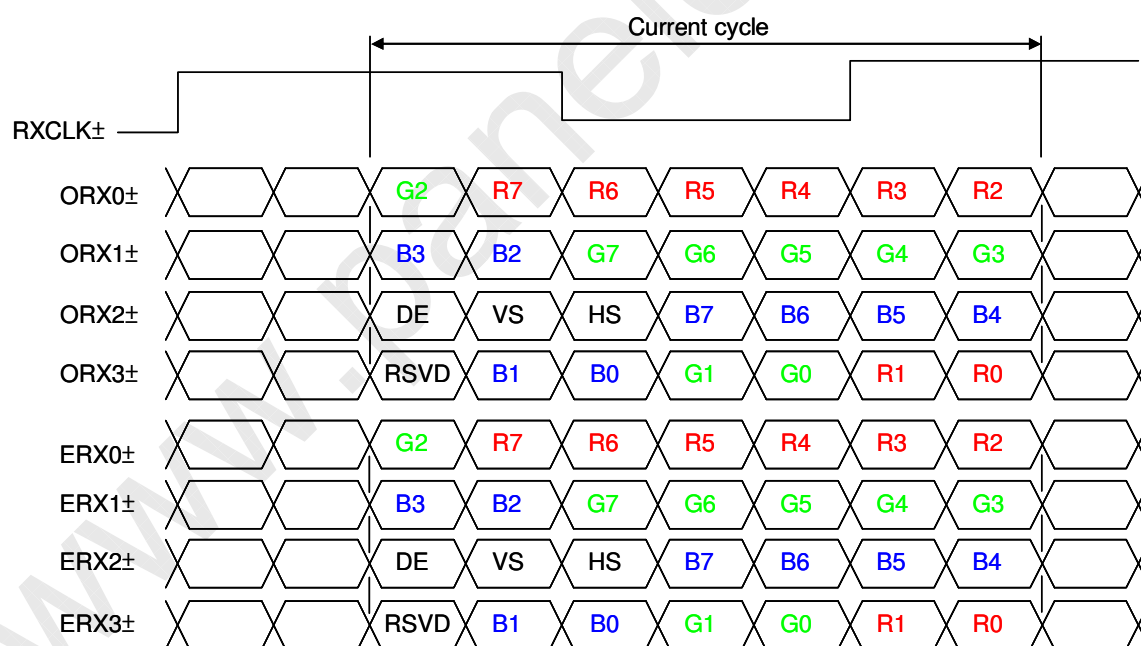 Current cycle
RXCLK±
ORX0± G2 R7 R6 R5 R4 R3 R2
ORX1± B3 B2 G7 G6 G5 G4 G3
ORX2± DE VS HS B7 B6 B5 B4
ORX3± RSVD B1 B0 G1 G0 R1 R0
ERX0± G2 R7 R6 R5 R4 R3 R2
ERX1± B3 B2 G7 G6 G5 G4 G3
ERX2± DE VS HS B7 B6 B5 B4
ERX3± RSVD B1 B0 G1 G0 R1 R0
www.panel